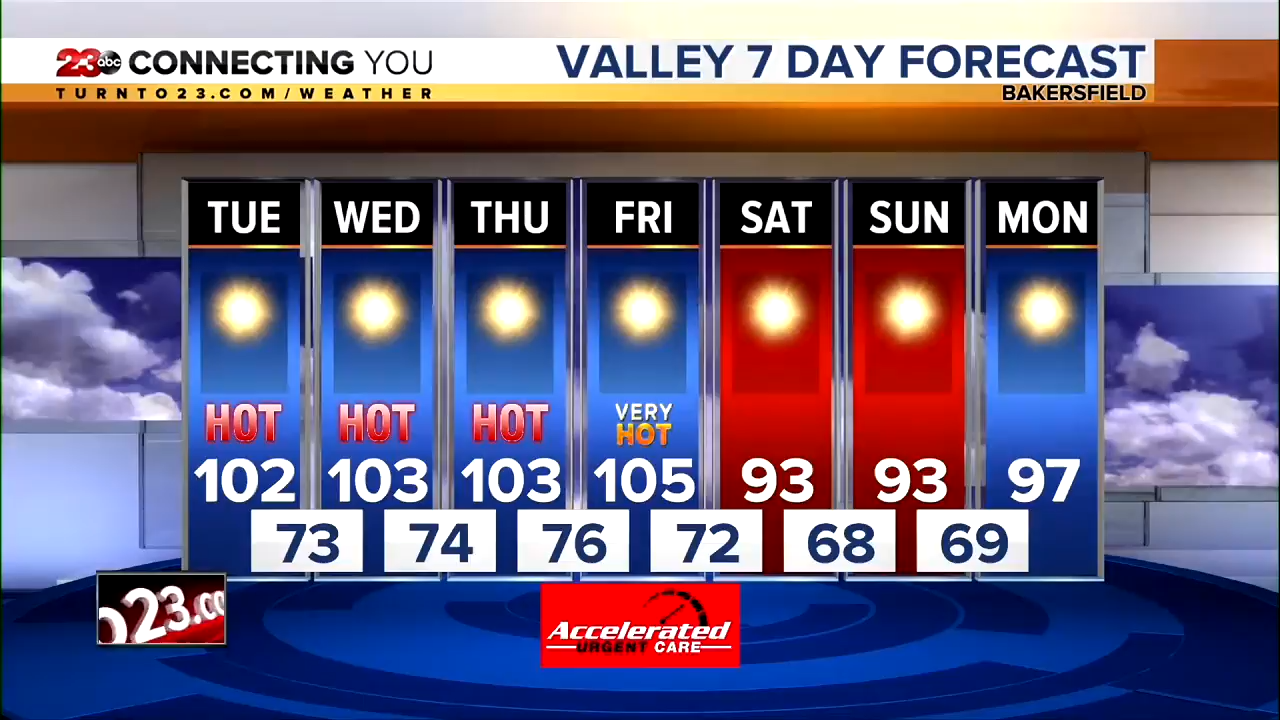 23 abc CONNECTING YOU
TURNTO23.COM/WEATHER
VALLEY 7 DAY FORECAST
BAKERSFIELD
TUE WED THU FRI SAT SUN MON
HOT HOT HOT VERY HOT
102 103 103 105 93 93 97
73 74 76 72 68 69
o23.co
Accelerated
URGENT CARE